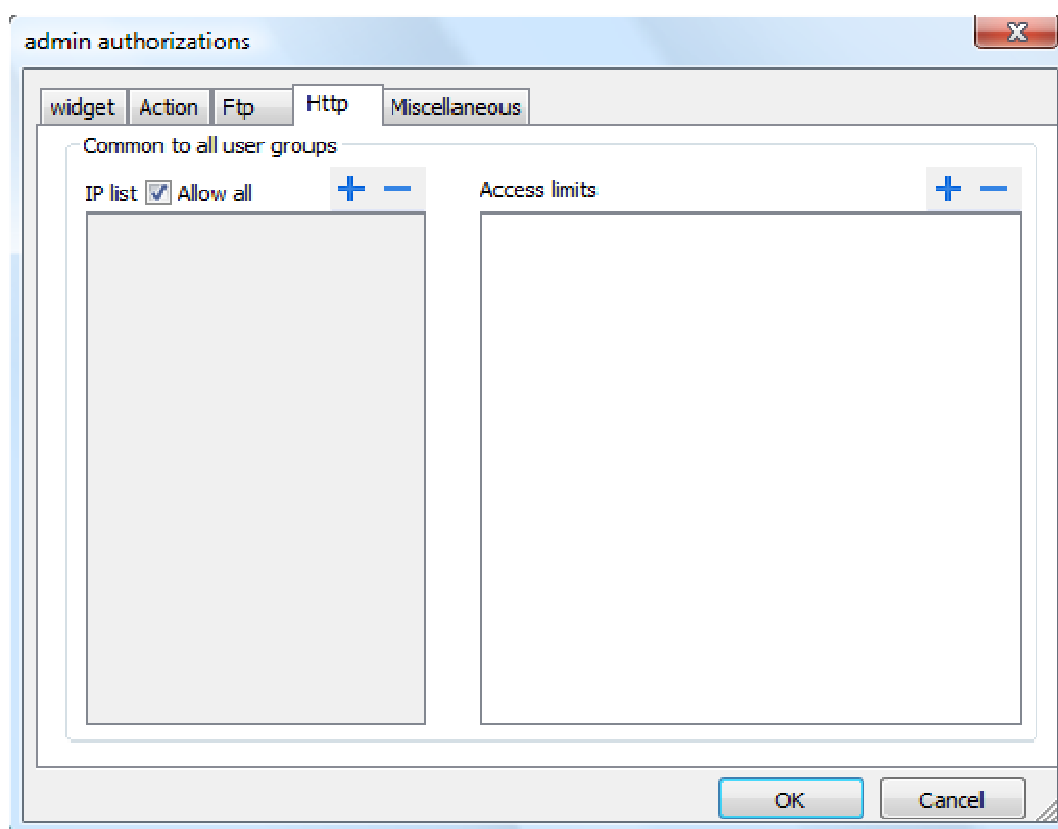 admin authorizations
widget Action Ftp Http Miscellaneous
Common to all user groups
IP list Allow all
Access limits
OK Cancel